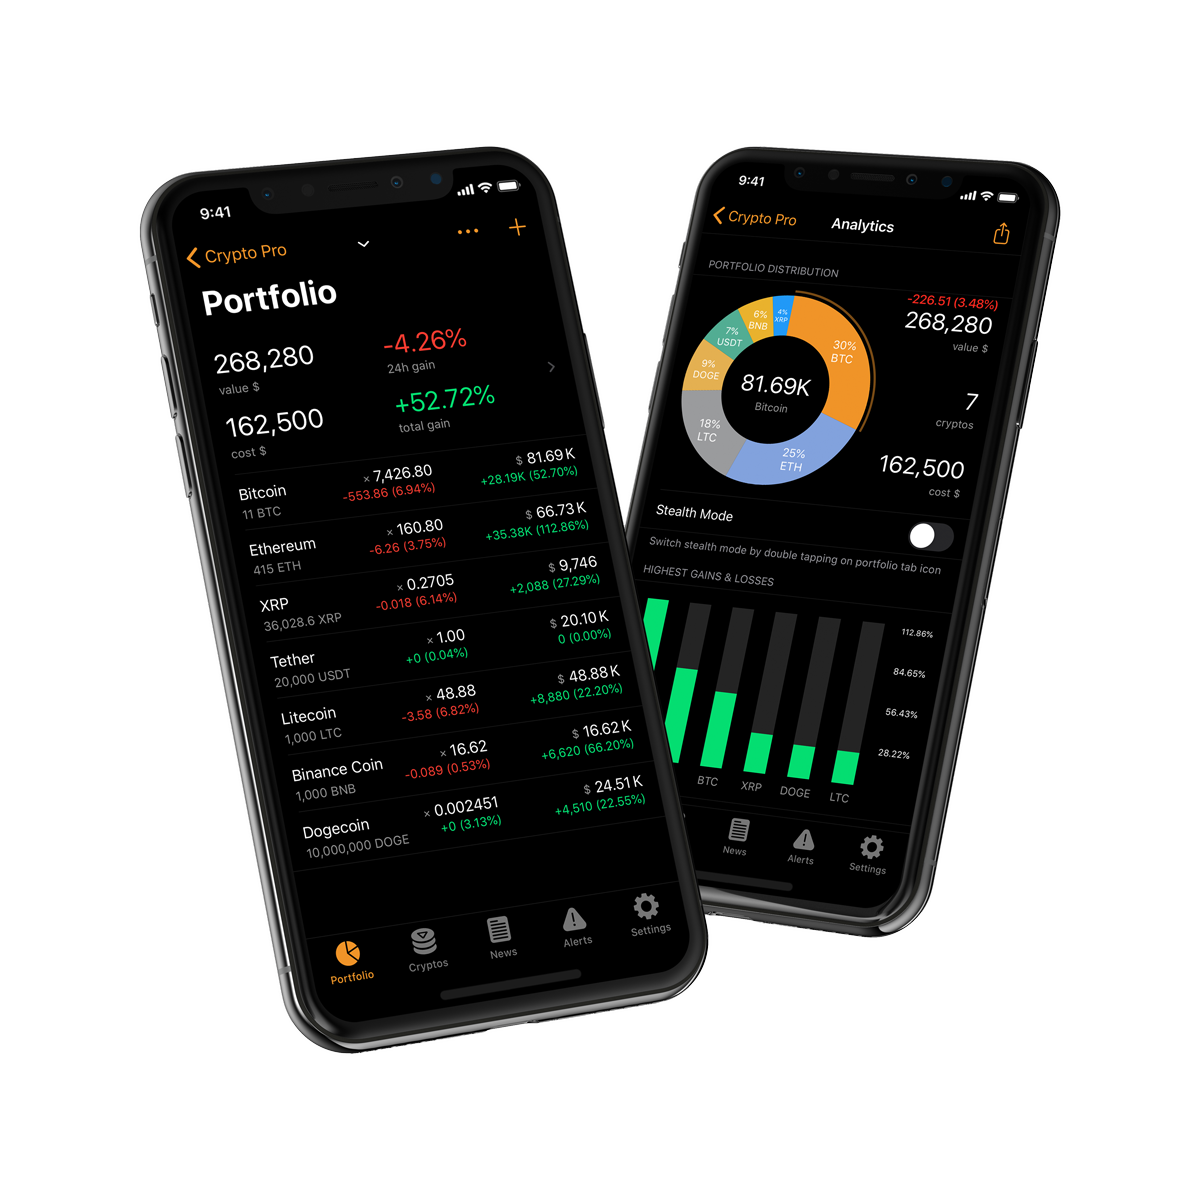 9:41
Crypto Pro
Portfolio
268,280
value $
-4.26%
24h gain
162,500
cost $
+52.72%
total gain
Bitcoin × 7,426.80 $ 81.69 K
11 BTC -553.86 (6.94%) +28.19K (52.70%)
Ethereum × 160.80 $ 66.73 K
415 ETH -6.26 (3.75%) +35.38K (112.86%)
XRP × 0.2705 $ 9,746
36,028.6 XRP -0.018 (6.14%) +2,088 (27.29%)
Tether × 1.00 $ 20.10 K
20,000 USDT +0 (0.04%) 0 (0.00%)
Litecoin × 48.88 $ 48.88 K
1,000 LTC -3.58 (6.82%) +8,880 (22.20%)
Binance Coin × 16.62 $ 16.62 K
1,000 BNB -0.089 (0.53%) +6,620 (66.20%)
Dogecoin × 0.002451 $ 24.51 K
10,000,000 DOGE +0 (3.13%) +4,510 (22.55%)
Portfolio Cryptos News Alerts Settings
9:41
Crypto Pro Analytics
PORTFOLIO DISTRIBUTION
-226.51 (3.48%)
268,280
value $
7
cryptos
162,500
cost $
4%
XRP
6%
BNB
7%
USDT
9%
DOGE
18%
LTC
25%
ETH
30%
BTC
81.69K
Bitcoin
Stealth Mode
Switch stealth mode by double tapping on portfolio tab icon
HIGHEST GAINS & LOSSES
112.86%
84.65%
56.43%
28.22%
BTC XRP DOGE LTC
News Alerts Settings